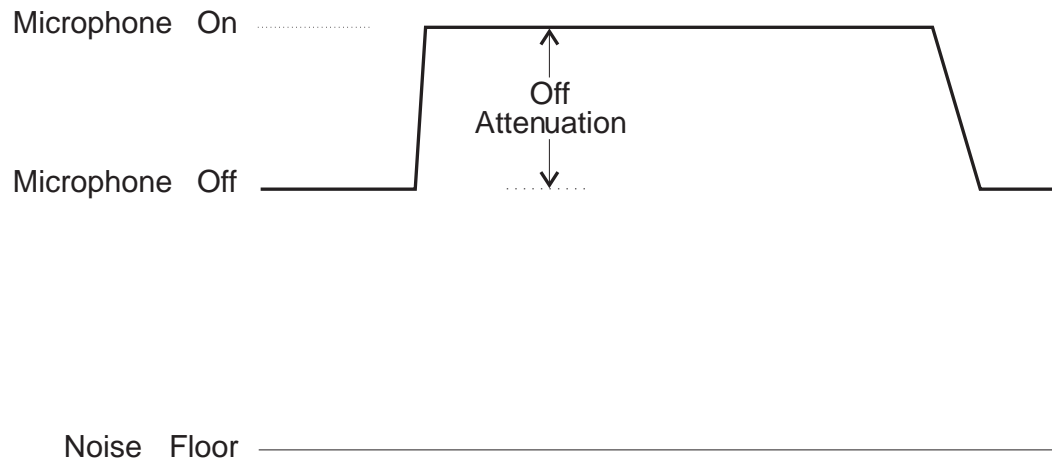 Microphone On
Off
Attenuation
Microphone Off
Noise Floor